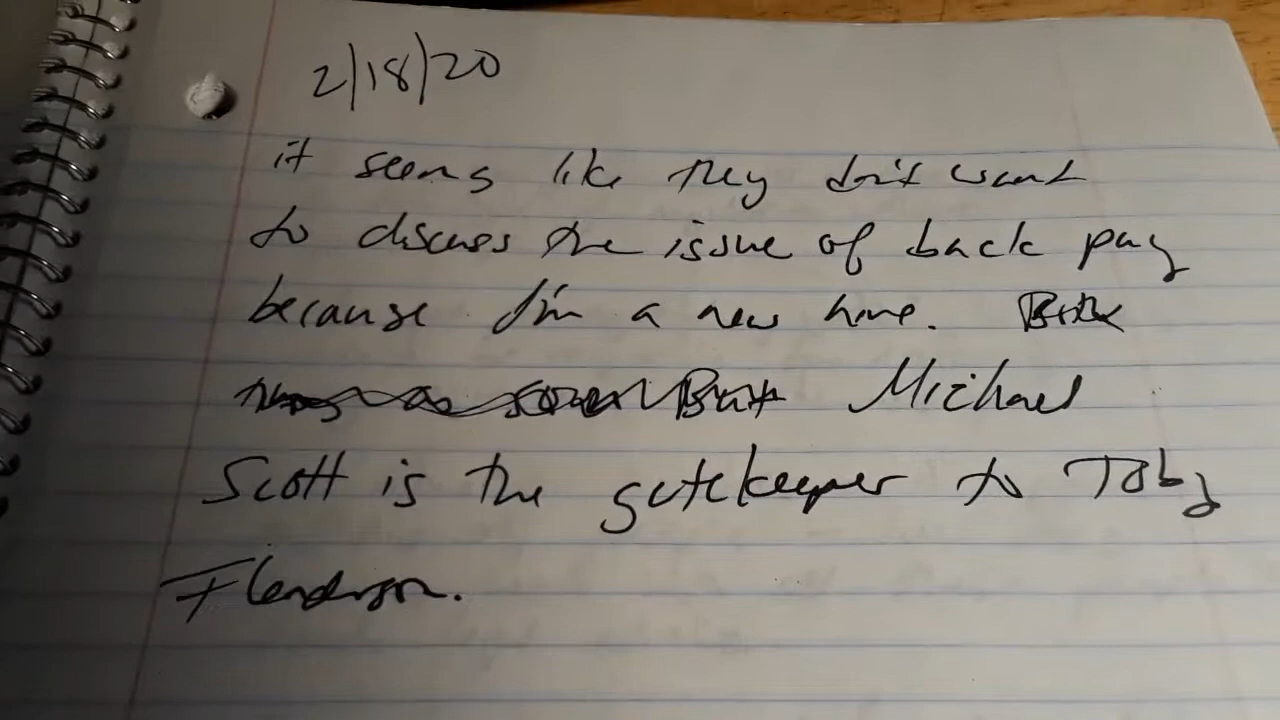 2/18/20
it seems like they don't want
to discuss the issue of back pay
because I'm a new hire.
But Michael
Scott is the gatekeeper to Toby
Flenderson.